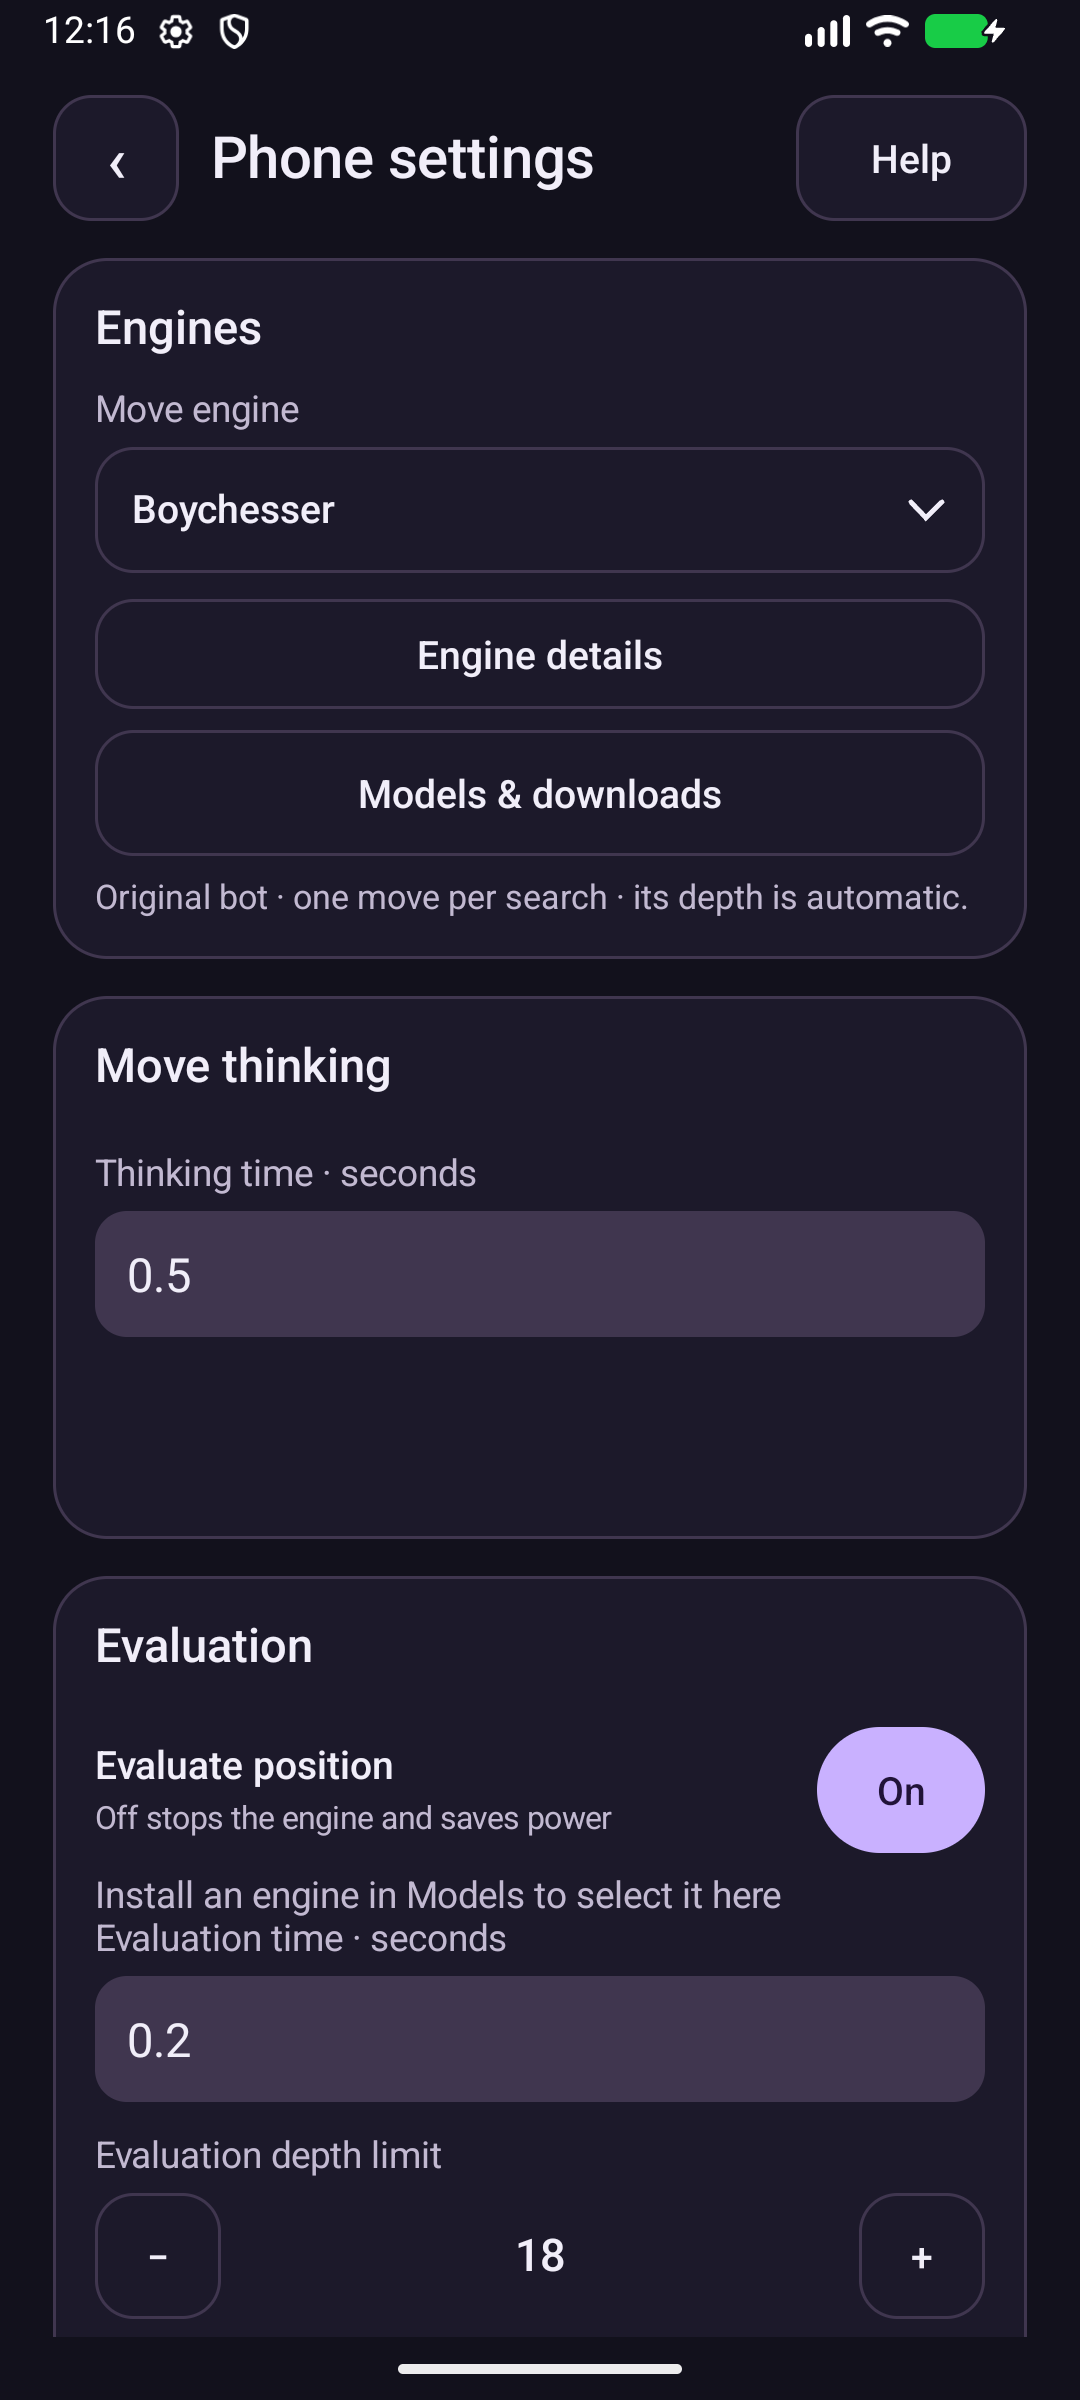 12:16
‹
Phone settings
Help
Engines
Move engine
Boychesser
Engine details
Models & downloads
Original bot · one move per search · its depth is automatic.
Move thinking
Thinking time · seconds
0.5
Evaluation
Evaluate position
Off stops the engine and saves power
On
Install an engine in Models to select it here
Evaluation time · seconds
0.2
Evaluation depth limit
−
18
+